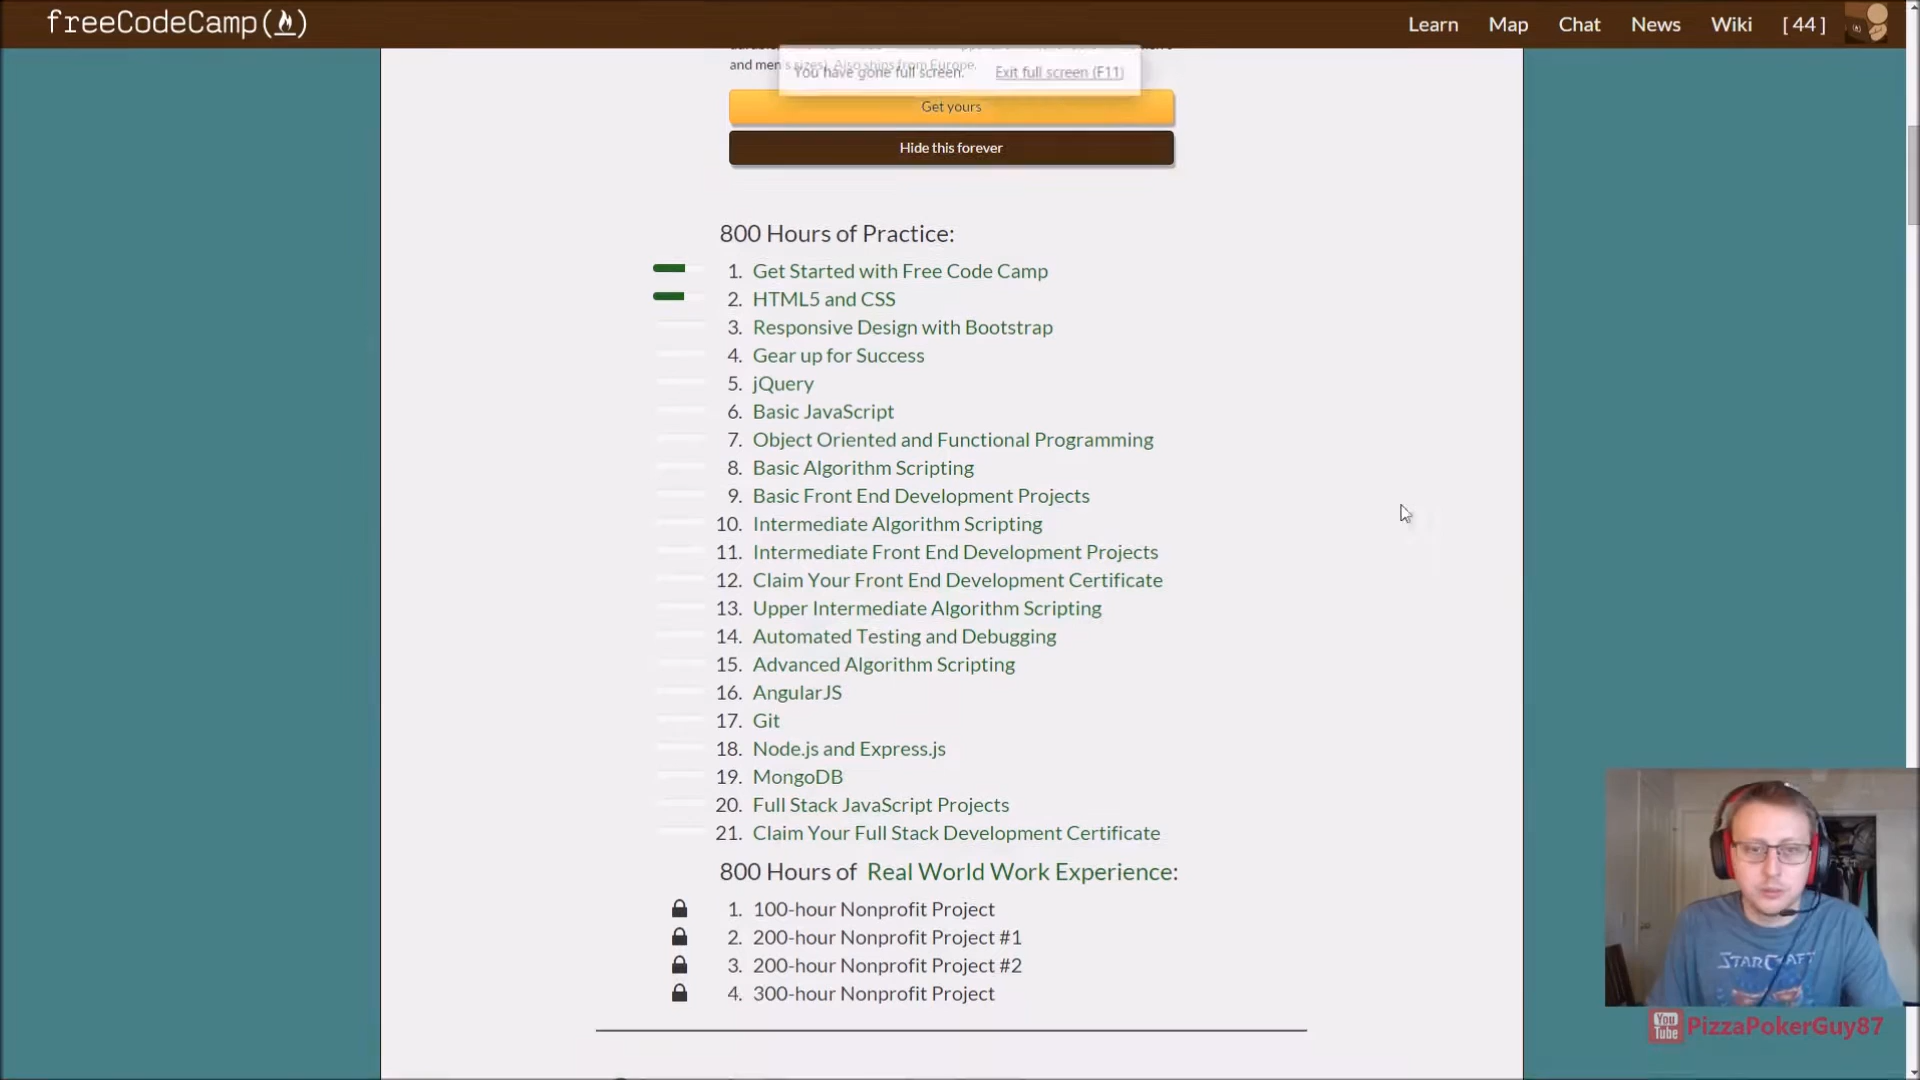 freeCodeCamp
Learn
Map
Chat
News
Wiki
[ 44 ]
and men's sizes). Also ships from Europe.
You have gone full screen.
Exit full screen (F11)
Get yours
Hide this forever
800 Hours of Practice:
1. Get Started with Free Code Camp
2. HTML5 and CSS
3. Responsive Design with Bootstrap
4. Gear up for Success
5. jQuery
6. Basic JavaScript
7. Object Oriented and Functional Programming
8. Basic Algorithm Scripting
9. Basic Front End Development Projects
10. Intermediate Algorithm Scripting
11. Intermediate Front End Development Projects
12. Claim Your Front End Development Certificate
13. Upper Intermediate Algorithm Scripting
14. Automated Testing and Debugging
15. Advanced Algorithm Scripting
16. AngularJS
17. Git
18. Node.js and Express.js
19. MongoDB
20. Full Stack JavaScript Projects
21. Claim Your Full Stack Development Certificate
800 Hours of Real World Work Experience:
1. 100-hour Nonprofit Project
2. 200-hour Nonprofit Project #1
3. 200-hour Nonprofit Project #2
4. 300-hour Nonprofit Project
STARCRAFT
You Tube PizzaPokerGuy87